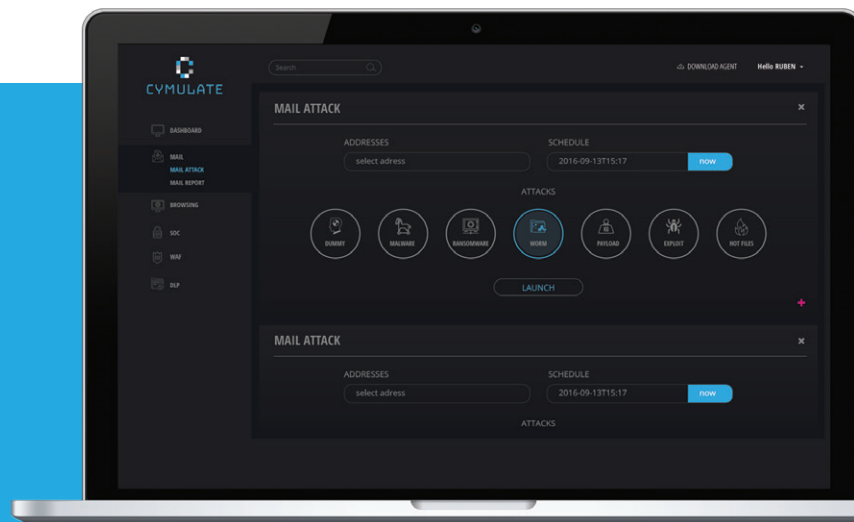 CYMULATE
Search
DOWNLOAD AGENT
Hello RUBEN
DASHBOARD
MAIL
MAIL ATTACK
MAIL REPORT
BROWSING
SOC
WAF
DLP
MAIL ATTACK
ADDRESSES SCHEDULE
select adress 2016-09-13T15:17 now
ATTACKS
DUMMY MALWARE RANSOMWARE WORM PAYLOAD EXPLOIT HOT FILES
LAUNCH
MAIL ATTACK
ADDRESSES SCHEDULE
select adress 2016-09-13T15:17 now
ATTACKS